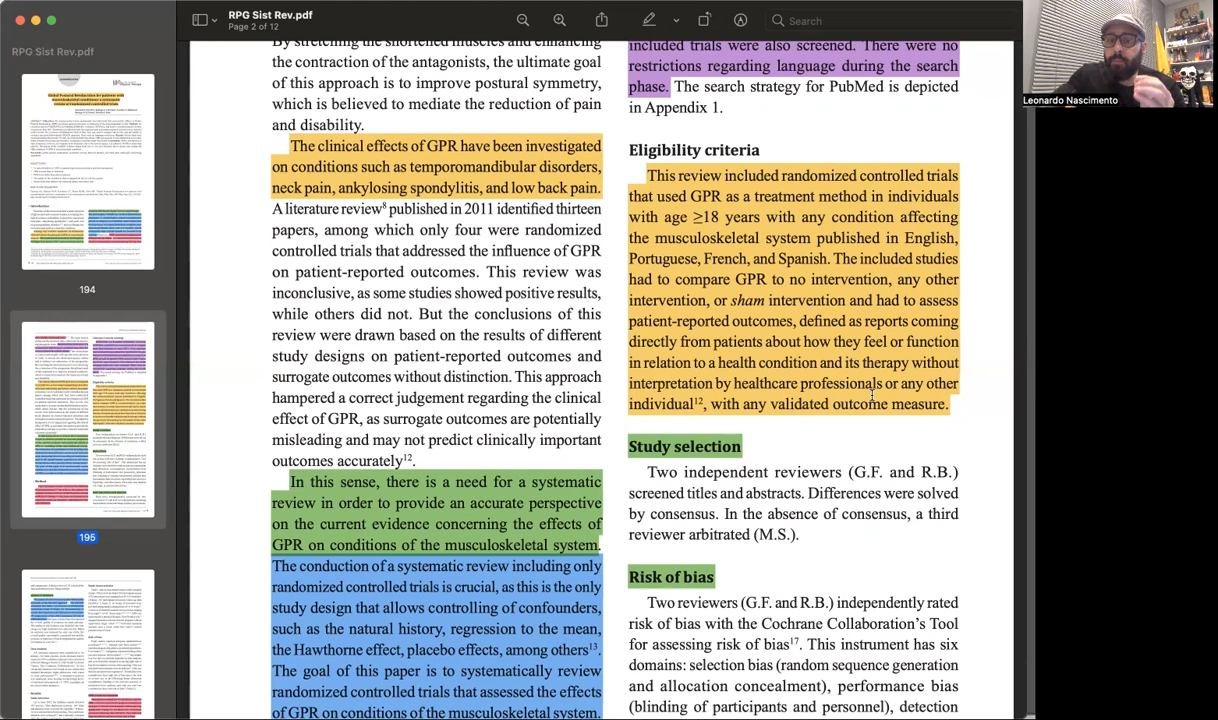 RPG Sist Rev.pdf
Page 2 of 12
Search
RPG Sist Rev.pdf
194
195
Leonardo Nascimento
By stretching the shortened muscles and enhancing
the contraction of the antagonists, the ultimate goal
of this approach is to improve postural symmetry,
which is believed to mediate the reduction of pain
and disability.
The clinical effects of GPR have been investigated
on conditions such as temporomandibular disorders,
neck pain, ankylosing spondylitis, and low back pain.
A literature review⁸ published in 2011 identified thirteen
papers, among which only four were randomized
controlled trials that addressed the influence of GPR
on patient-reported outcomes. This review was
inconclusive, as some studies showed positive results,
while others did not. But the conclusions of this
review were drawn based on the results of different
study designs on patient-reported outcomes and
surrogated outcomes without distinction. This approach
impaired a correct judgement regarding the clinical
use of GPR, since surrogated outcomes are potentially
misleading and may not predict clinically important
outcomes accurately¹².
In this sense, there is a need for a systematic
review in order to provide an accurate perspective
on the current evidence concerning the effects of
GPR on conditions of the musculoskeletal system.
The conduction of a systematic review including only
randomized controlled trials is essential, as it is the only
study design that allows controlling for confounders,
such as natural history, statistical regression to the mean,
Hawthorne effect, placebo effects, among others¹³.
Thus, the present paper systematically reviewed
randomized controlled trials that assessed the effects
of GPR on conditions of the musculoskeletal system.
included trials were also screened. There were no
restrictions regarding language during the search
phase. The search strategy for PubMed is depicted
in Appendix 1.
Eligibility criteria
This review included randomized controlled trials
that used GPR as a treatment method in individuals
with age ≥18 years with any condition affecting
the musculoskeletal system published in English,
Portuguese, French, and Spanish. The included studies
had to compare GPR to no intervention, any other
intervention, or sham intervention and had to assess
patient-reported outcomes, defined as reports coming
directly from patients about how they feel or function
in relation to a health condition and its therapy without
interpretation by healthcare professionals or any other
individual¹², with a quantitative outcome measure.
Study selection
Two independent reviewers (G.F. and R.B.)
screened titles and abstracts. Differences were solved
by consensus. In the absence of consensus, a third
reviewer arbitrated (M.S.).
Risk of bias
Two reviewers (G.F. and R.B.) independently rated
risk of bias with the Cochrane Collaboration's Tool
for assessing risk of bias. The instrument has six
domains: selection bias (random sequence generation
and allocation concealment), performance bias
(blinding of participants and personnel), detection